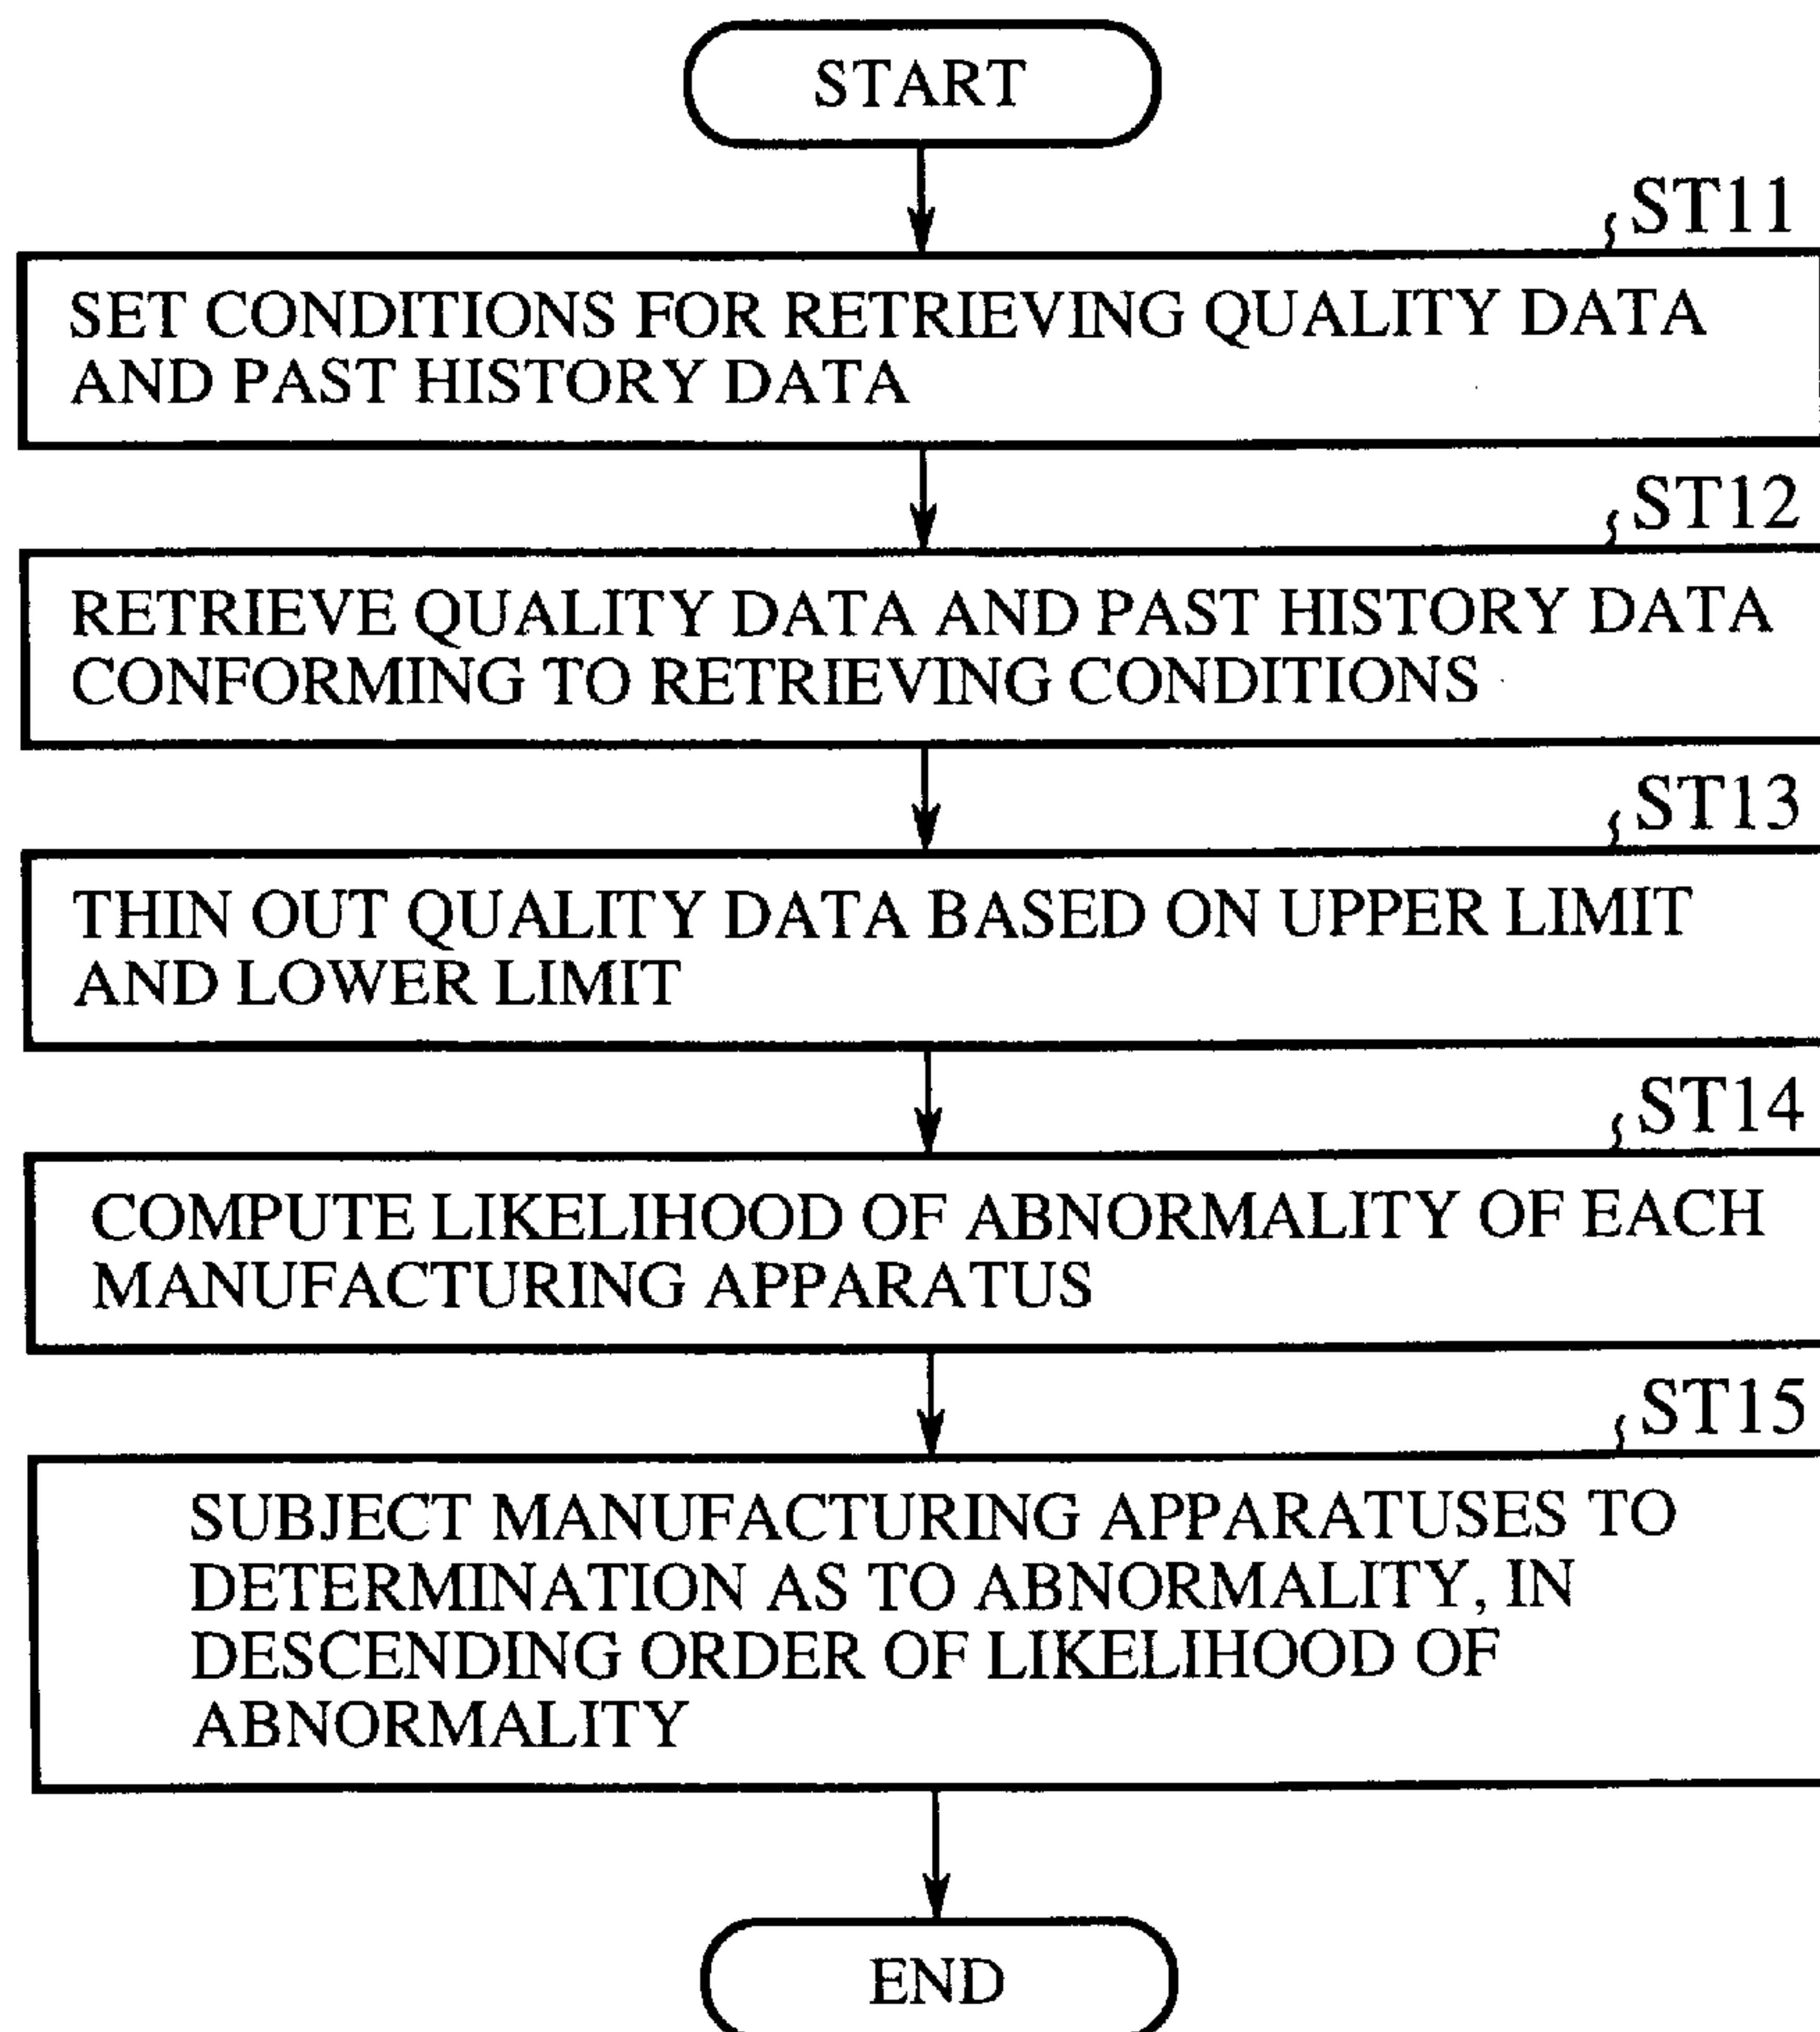 START
ST11
SET CONDITIONS FOR RETRIEVING QUALITY DATA
AND PAST HISTORY DATA
ST12
RETRIEVE QUALITY DATA AND PAST HISTORY DATA
CONFORMING TO RETRIEVING CONDITIONS
ST13
THIN OUT QUALITY DATA BASED ON UPPER LIMIT
AND LOWER LIMIT
ST14
COMPUTE LIKELIHOOD OF ABNORMALITY OF EACH
MANUFACTURING APPARATUS
ST15
SUBJECT MANUFACTURING APPARATUSES TO
DETERMINATION AS TO ABNORMALITY, IN
DESCENDING ORDER OF LIKELIHOOD OF
ABNORMALITY
END